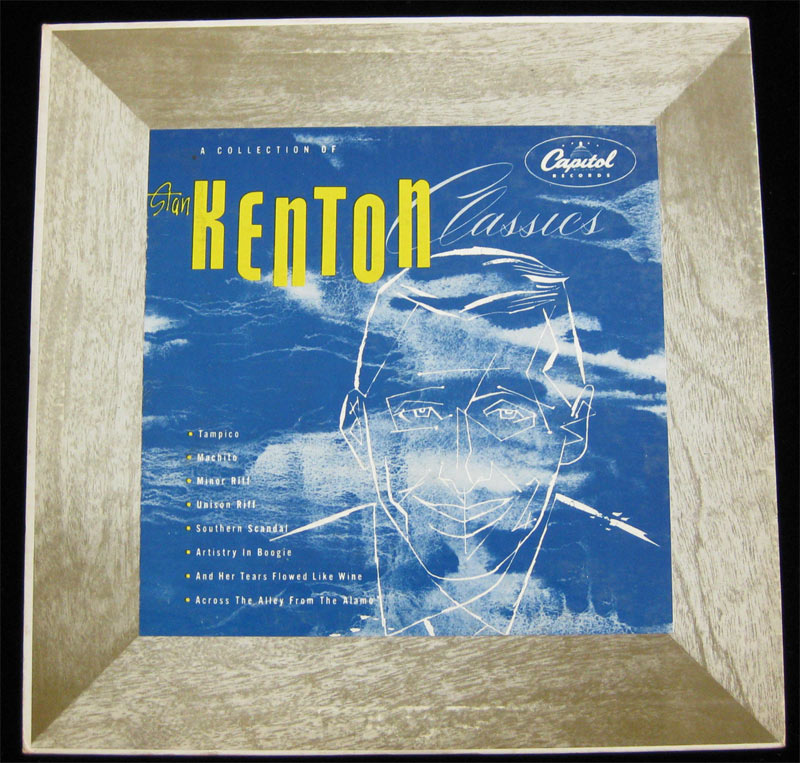 A COLLECTION OF
Capitol
RECORDS
Stan KENTON Classics
Tampico
Machito
Minor Riff
Unison Riff
Southern Scandal
Artistry In Boogie
And Her Tears Flowed Like Wine
Across The Alley From The Alamo